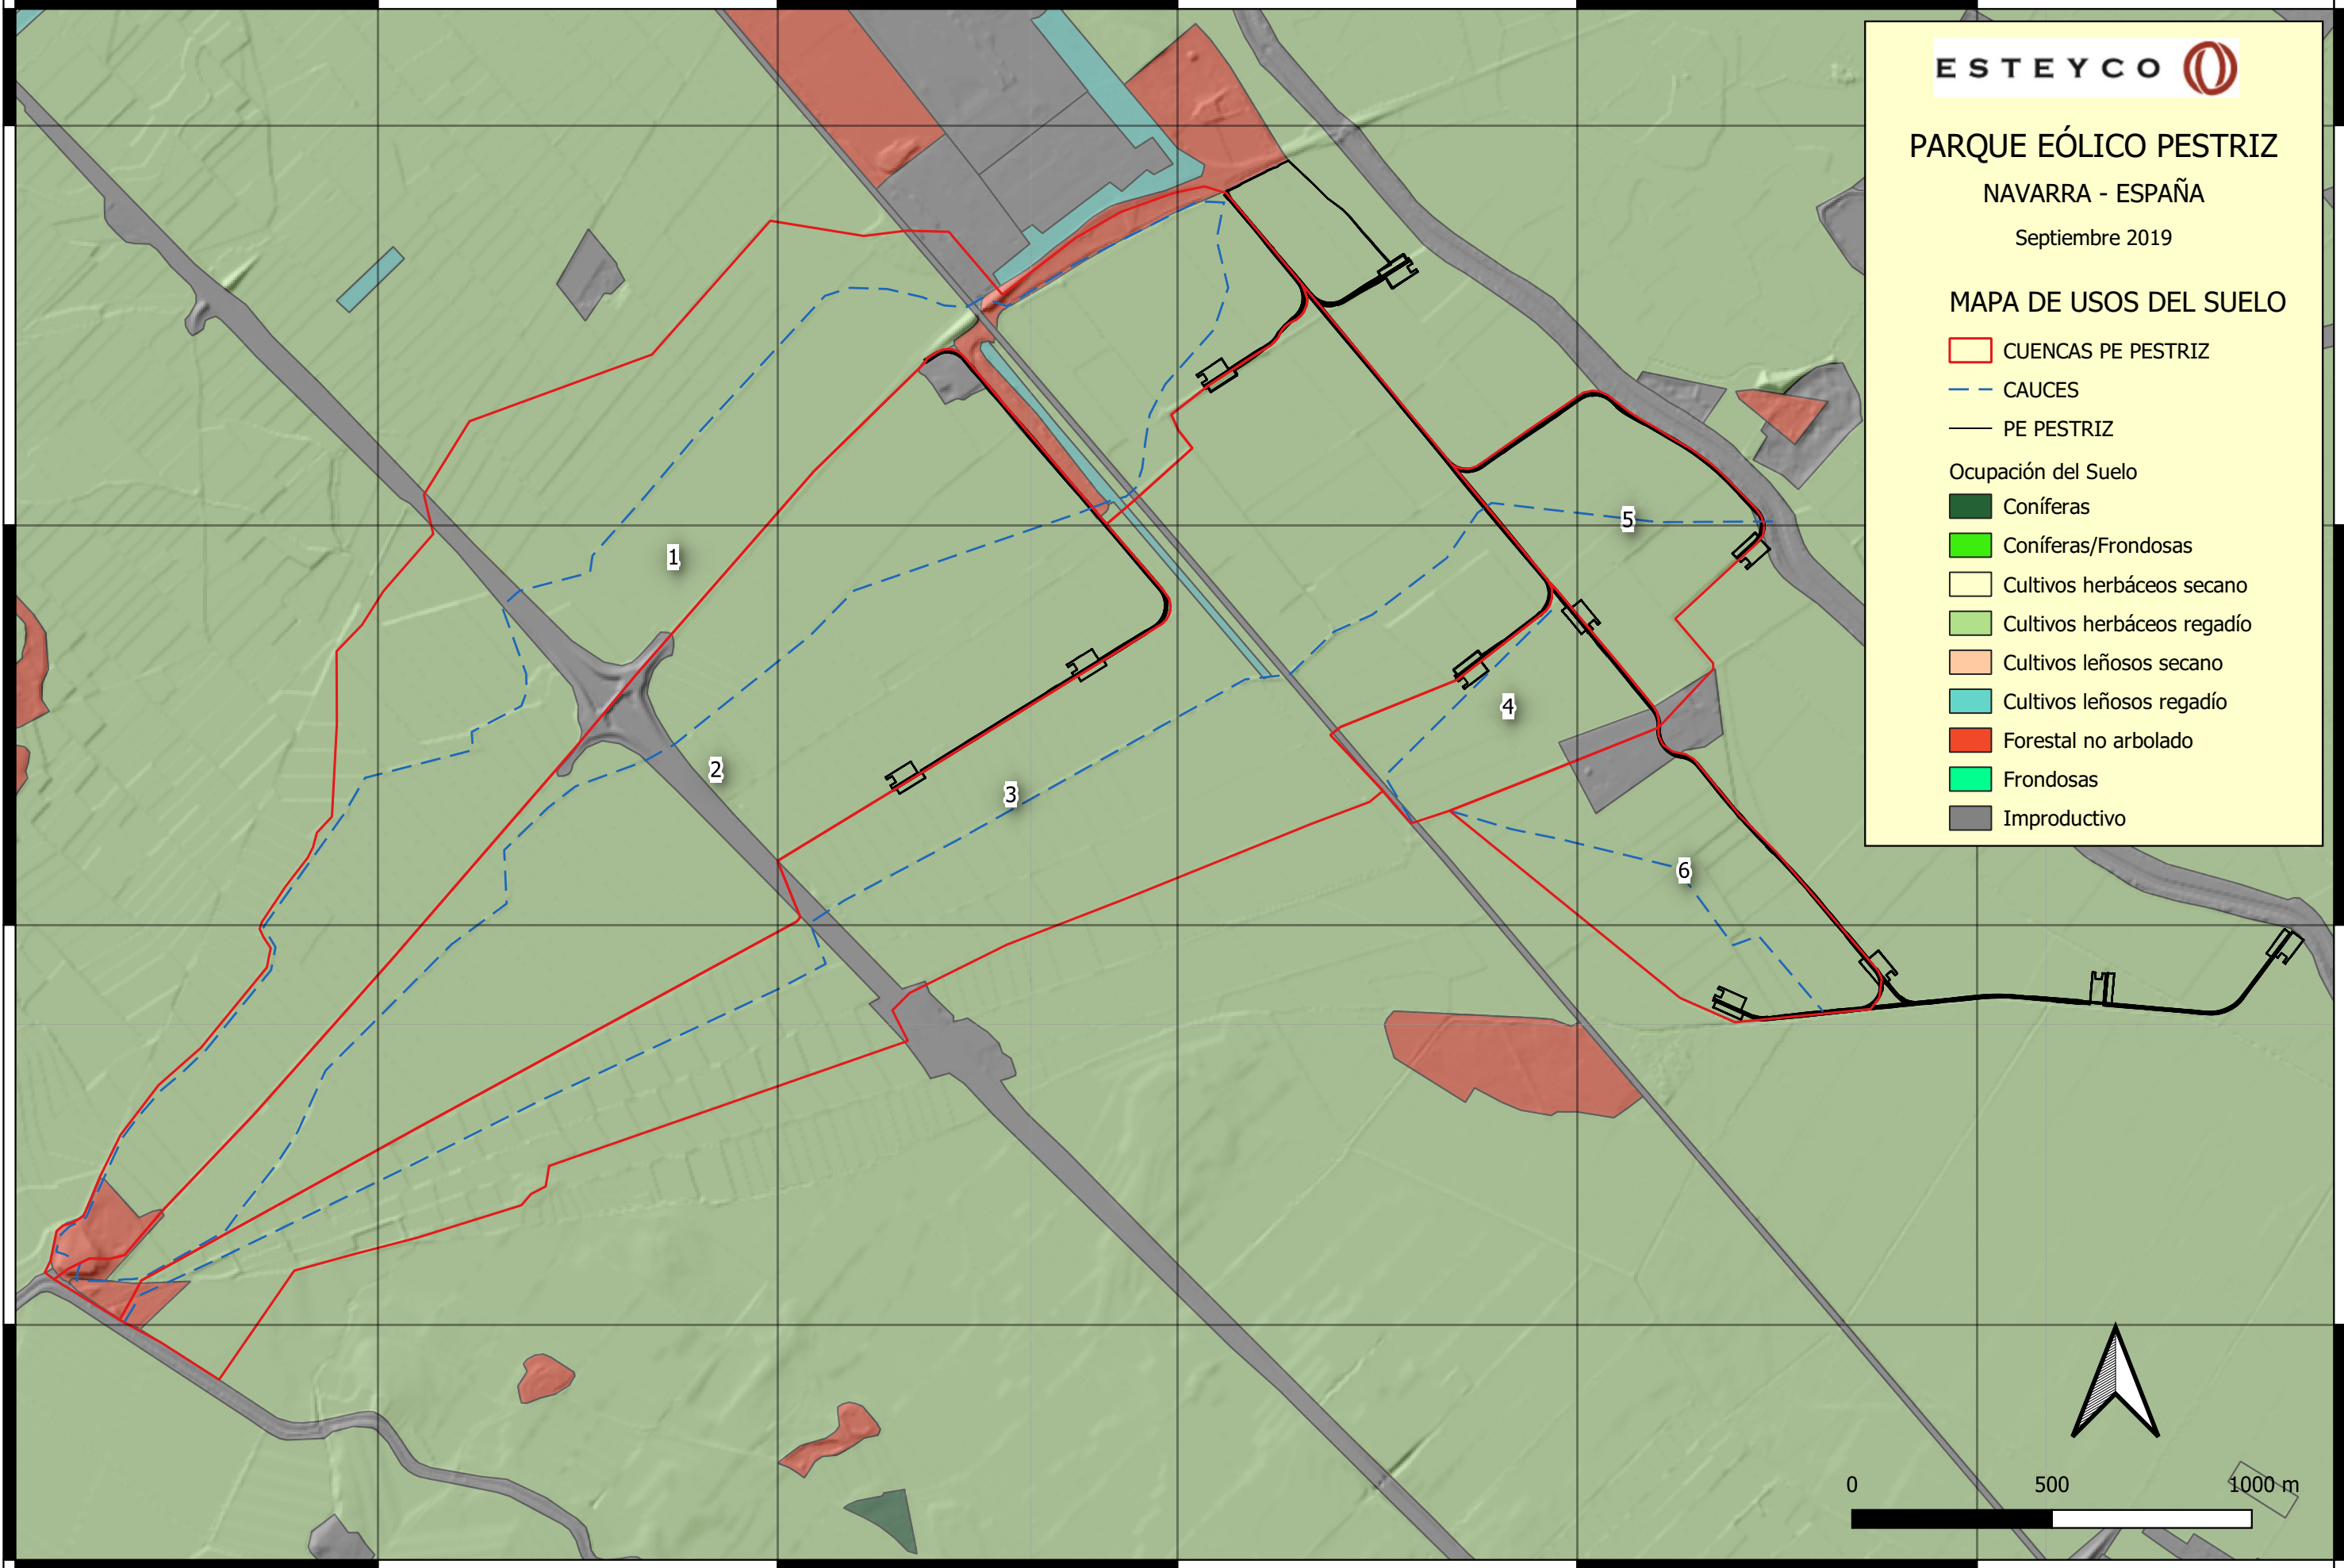 ESTEYCO
PARQUE EÓLICO PESTRIZ
NAVARRA - ESPAÑA
Septiembre 2019
MAPA DE USOS DEL SUELO
CUENCAS PE PESTRIZ
CAUCES
PE PESTRIZ
Ocupación del Suelo
Coníferas
Coníferas/Frondosas
Cultivos herbáceos secano
Cultivos herbáceos regadío
Cultivos leñosos secano
Cultivos leñosos regadío
Forestal no arbolado
Frondosas
Improductivo
1
2
3
4
5
6
0 500 1000 m